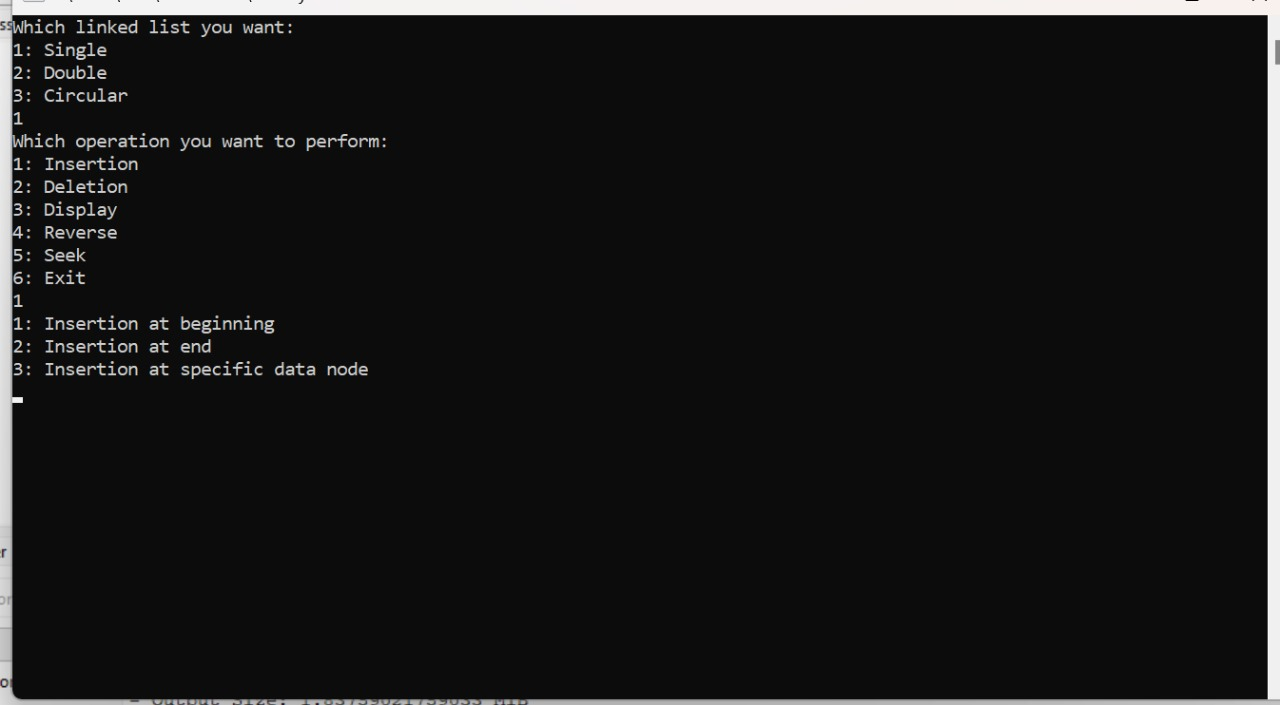 Which linked list you want:
1: Single
2: Double
3: Circular
1
Which operation you want to perform:
1: Insertion
2: Deletion
3: Display
4: Reverse
5: Seek
6: Exit
1
1: Insertion at beginning
2: Insertion at end
3: Insertion at specific data node